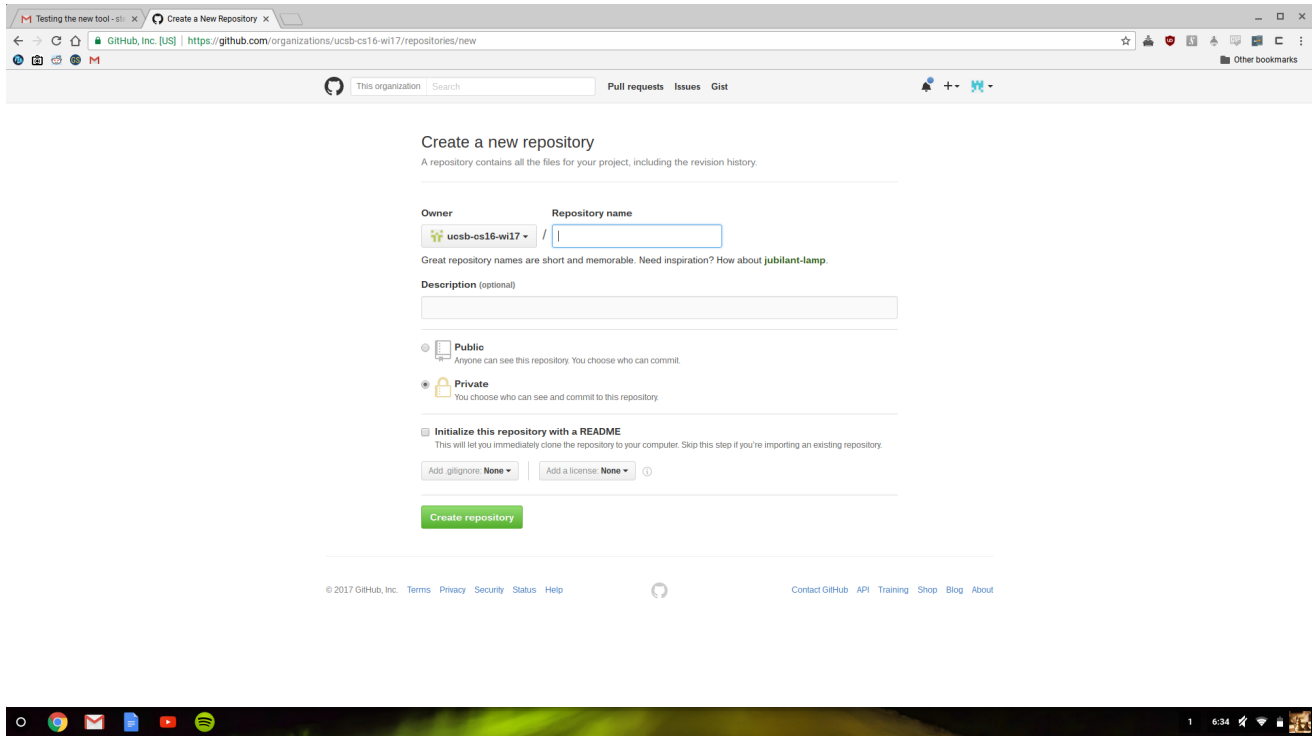 Testing the new tool - ste
Create a New Repository
GitHub, Inc. [US] https://github.com/organizations/ucsb-cs16-wi17/repositories/new
Other bookmarks
This organization Search Pull requests Issues Gist
Create a new repository
A repository contains all the files for your project, including the revision history.
Owner Repository name
ucsb-cs16-wi17 /
Great repository names are short and memorable. Need inspiration? How about jubilant-lamp.
Description (optional)
Public
Anyone can see this repository. You choose who can commit.
Private
You choose who can see and commit to this repository.
Initialize this repository with a README
This will let you immediately clone the repository to your computer. Skip this step if you're importing an existing repository.
Add .gitignore: None Add a license: None
Create repository
© 2017 GitHub, Inc. Terms Privacy Security Status Help Contact GitHub API Training Shop Blog About
1 6:34